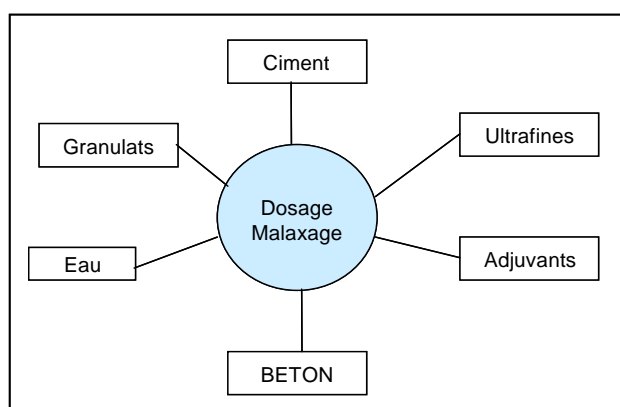 Ciment
Granulats
Ultrafines
Dosage
Malaxage
Eau
Adjuvants
BETON